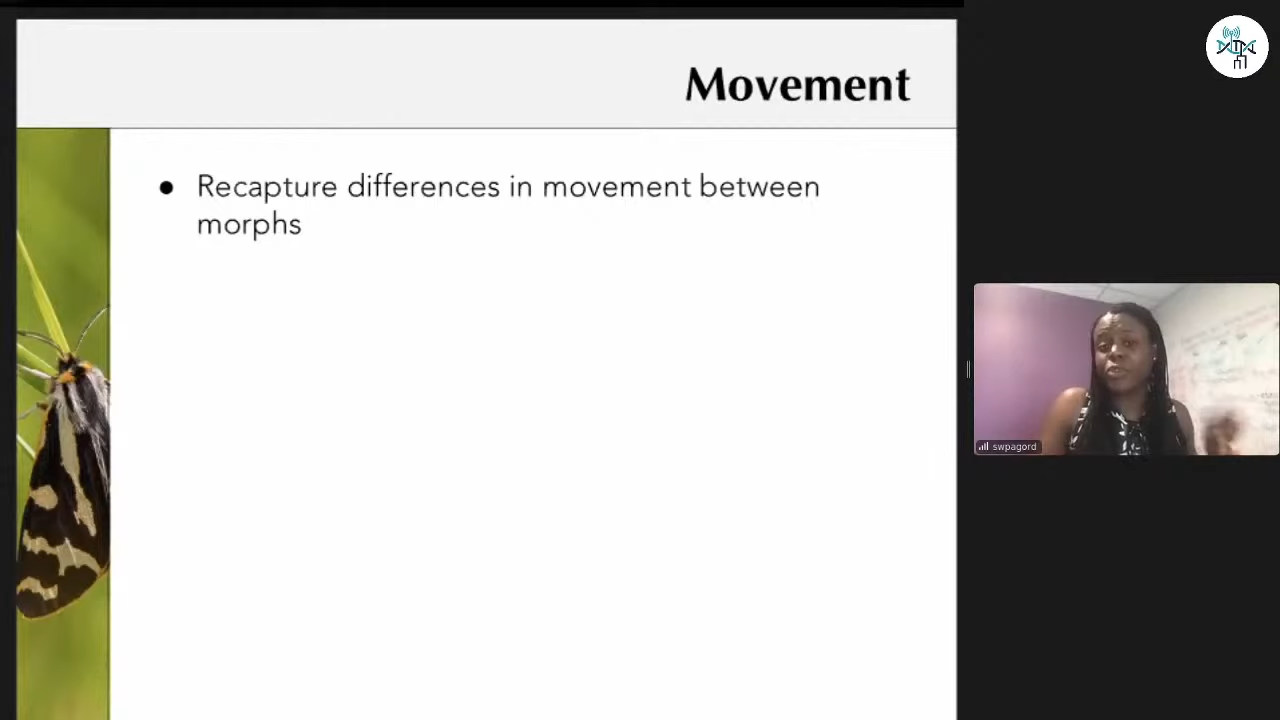 Movement
● Recapture differences in movement between
morphs
swpagord